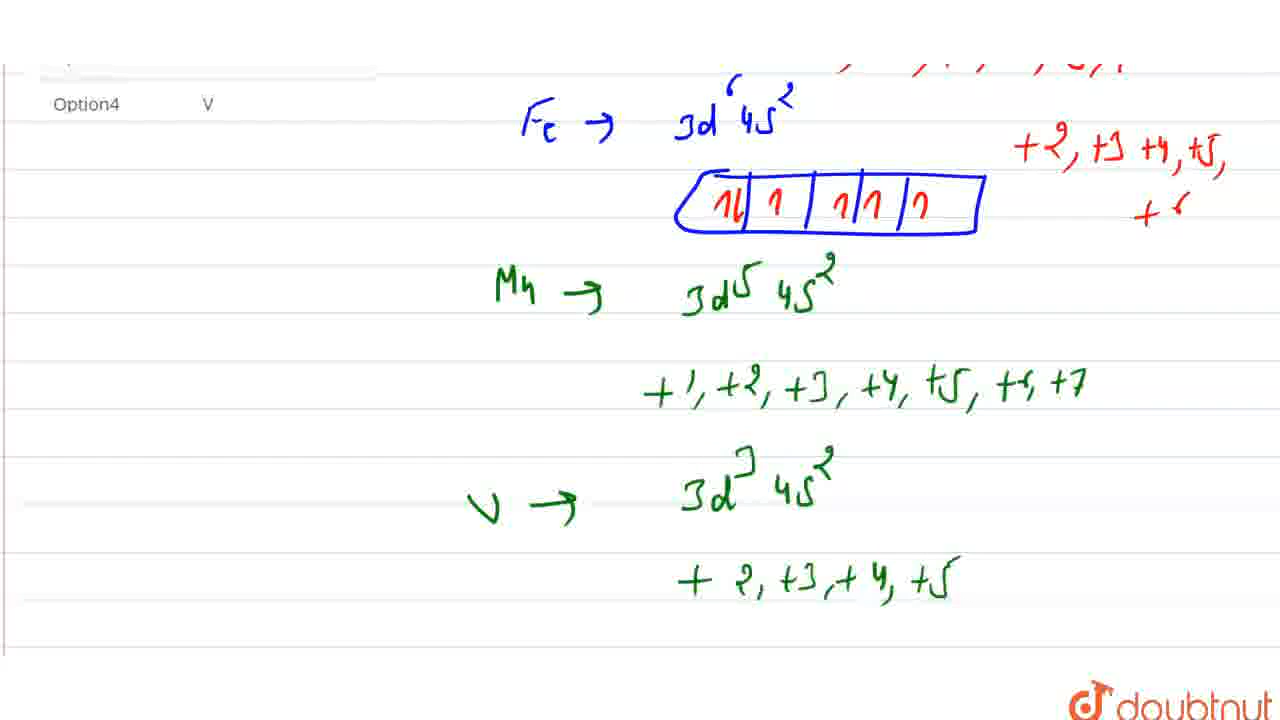 Option4 V
Fe → 3d⁶ 4s²
+2, +3 +4, +5,
+6
1l 1 1 1 1
Mn → 3d⁵ 4s²
+1, +2, +3, +4, +5, +6, +7
V → 3d³ 4s²
+2, +3, +4, +5
doubtnut